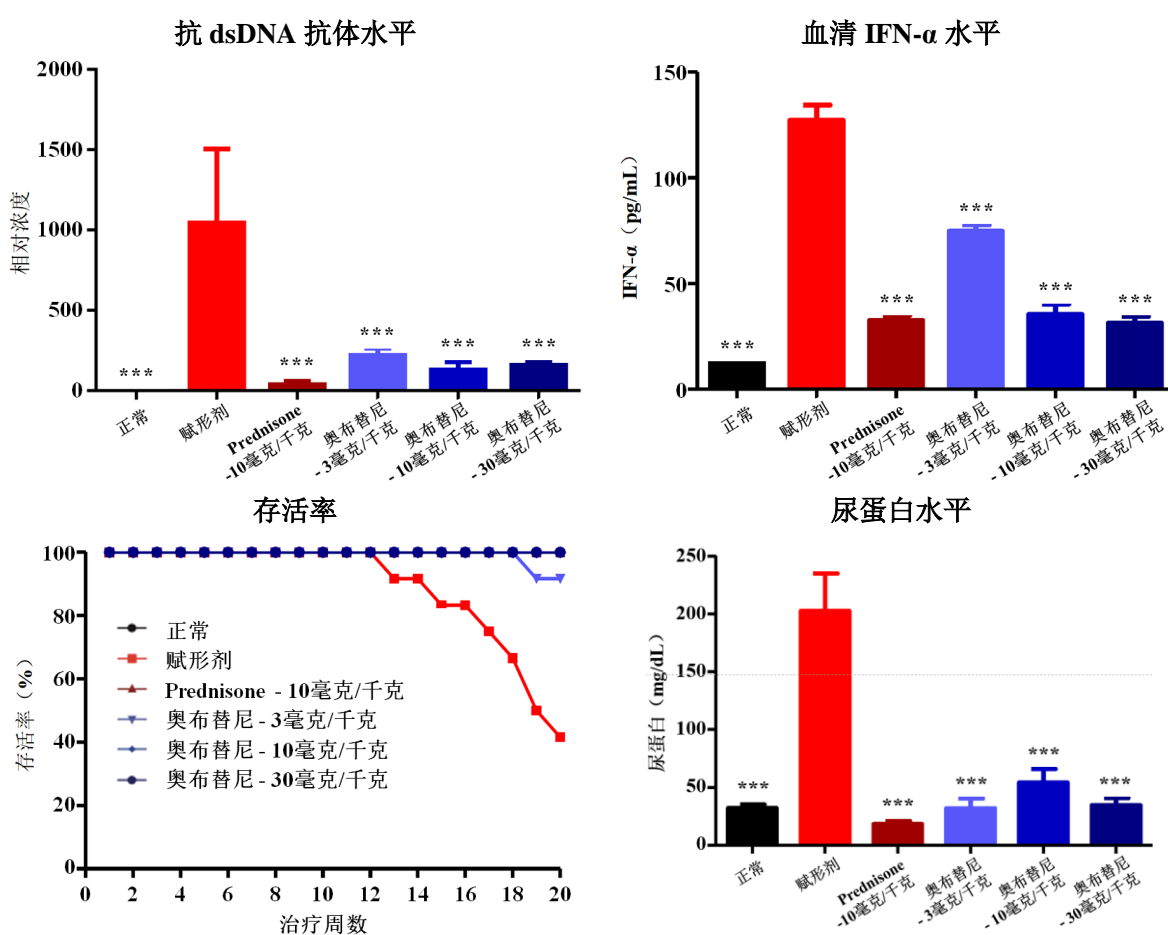 抗 dsDNA 抗体水平
2000
1500
1000
500
0
相对浓度
***
***
***
***
***
正常
赋形剂
Prednisone
-10毫克/千克
奥布替尼
- 3毫克/千克
奥布替尼
- 10毫克/千克
奥布替尼
- 30毫克/千克
血清 IFN-α 水平
150
100
50
0
IFN-α（pg/mL）
***
***
***
***
***
正常
赋形剂
Prednisone
-10毫克/千克
奥布替尼
- 3毫克/千克
奥布替尼
- 10毫克/千克
奥布替尼
- 30毫克/千克
存活率
100
80
60
40
20
0
存活率（%）
正常
赋形剂
Prednisone - 10毫克/千克
奥布替尼 - 3毫克/千克
奥布替尼 - 10毫克/千克
奥布替尼 - 30毫克/千克
0 2 4 6 8 10 12 14 16 18 20
治疗周数
尿蛋白水平
250
200
150
100
50
0
尿蛋白（mg/dL）
***
***
***
***
***
正常
赋形剂
Prednisone
-10毫克/千克
奥布替尼
- 3毫克/千克
奥布替尼
- 10毫克/千克
奥布替尼
- 30毫克/千克